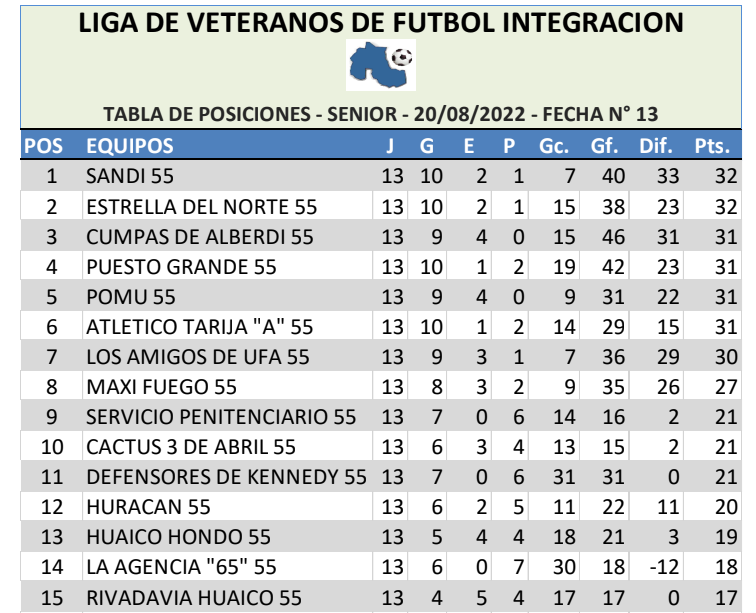 LIGA DE VETERANOS DE FUTBOL INTEGRACION
TABLA DE POSICIONES - SENIOR - 20/08/2022 - FECHA N° 13
POS EQUIPOS J G E P Gc. Gf. Dif. Pts.
1 SANDI 55 13 10 2 1 7 40 33 32
2 ESTRELLA DEL NORTE 55 13 10 2 1 15 38 23 32
3 CUMPAS DE ALBERDI 55 13 9 4 0 15 46 31 31
4 PUESTO GRANDE 55 13 10 1 2 19 42 23 31
5 POMU 55 13 9 4 0 9 31 22 31
6 ATLETICO TARIJA "A" 55 13 10 1 2 14 29 15 31
7 LOS AMIGOS DE UFA 55 13 9 3 1 7 36 29 30
8 MAXI FUEGO 55 13 8 3 2 9 35 26 27
9 SERVICIO PENITENCIARIO 55 13 7 0 6 14 16 2 21
10 CACTUS 3 DE ABRIL 55 13 6 3 4 13 15 2 21
11 DEFENSORES DE KENNEDY 55 13 7 0 6 31 31 0 21
12 HURACAN 55 13 6 2 5 11 22 11 20
13 HUAICO HONDO 55 13 5 4 4 18 21 3 19
14 LA AGENCIA "65" 55 13 6 0 7 30 18 -12 18
15 RIVADAVIA HUAICO 55 13 4 5 4 17 17 0 17